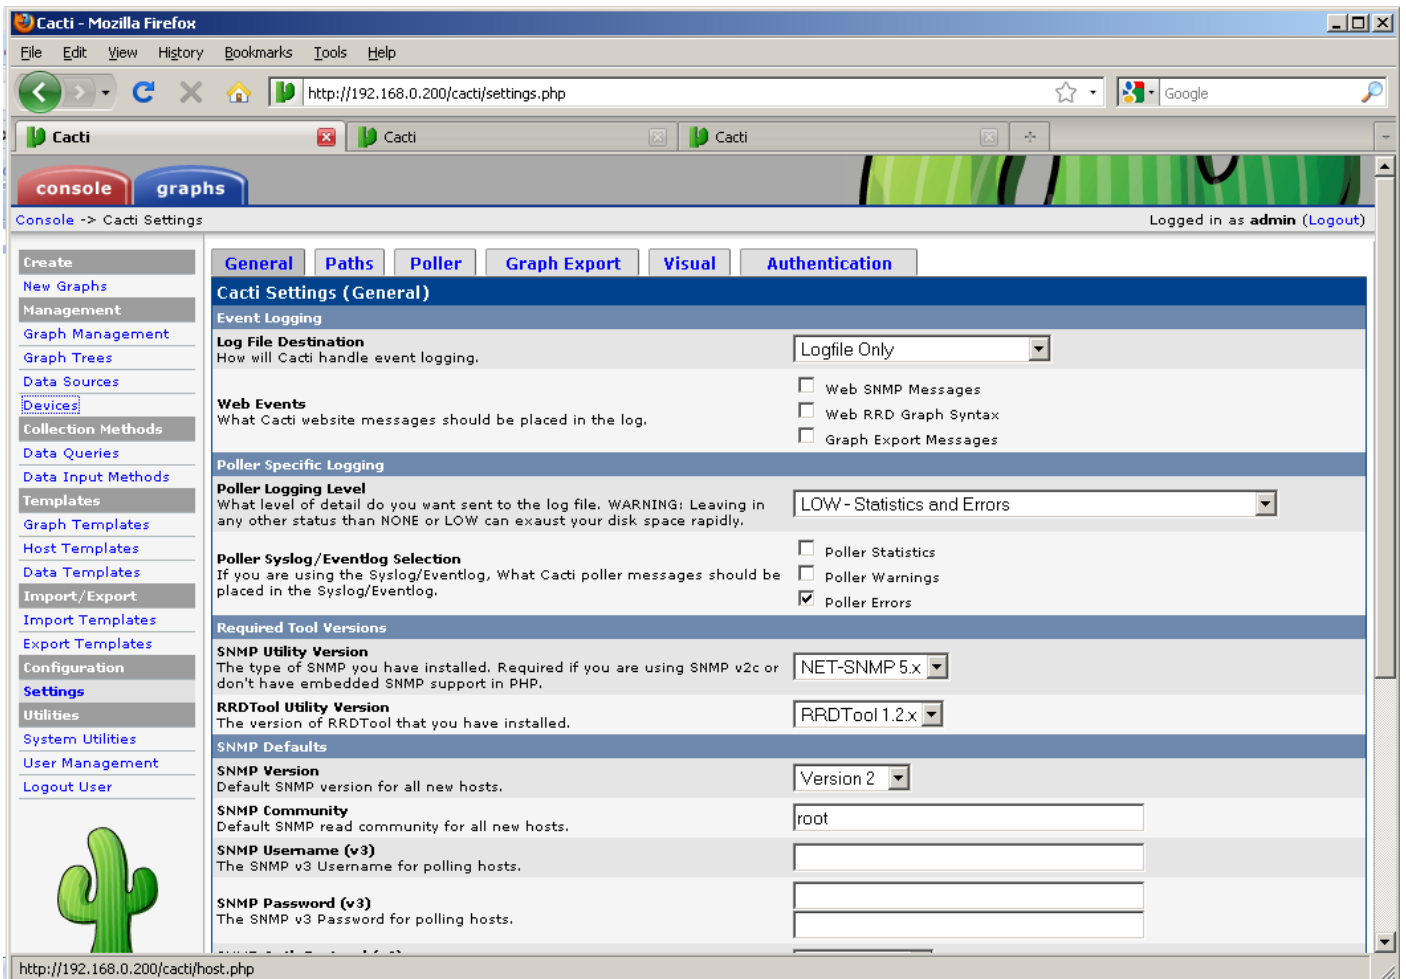 Cacti - Mozilla Firefox
File Edit View History Bookmarks Tools Help
http://192.168.0.200/cacti/settings.php
Google
Cacti Cacti Cacti
console graphs
Console -> Cacti Settings
Logged in as admin (Logout)
Create
New Graphs
Management
Graph Management
Graph Trees
Data Sources
Devices
Collection Methods
Data Queries
Data Input Methods
Templates
Graph Templates
Host Templates
Data Templates
Import/Export
Import Templates
Export Templates
Configuration
Settings
Utilities
System Utilities
User Management
Logout User
General Paths Poller Graph Export Visual Authentication
Cacti Settings (General)
Event Logging
Log File Destination
How will Cacti handle event logging.
Logfile Only
Web Events
What Cacti website messages should be placed in the log.
Web SNMP Messages
Web RRD Graph Syntax
Graph Export Messages
Poller Specific Logging
Poller Logging Level
What level of detail do you want sent to the log file. WARNING: Leaving in
any other status than NONE or LOW can exaust your disk space rapidly.
LOW - Statistics and Errors
Poller Syslog/Eventlog Selection
If you are using the Syslog/Eventlog, What Cacti poller messages should be
placed in the Syslog/Eventlog.
Poller Statistics
Poller Warnings
Poller Errors
Required Tool Versions
SNMP Utility Version
The type of SNMP you have installed. Required if you are using SNMP v2c or
don't have embedded SNMP support in PHP.
NET-SNMP 5.x
RRDTool Utility Version
The version of RRDTool that you have installed.
RRDTool 1.2.x
SNMP Defaults
SNMP Version
Default SNMP version for all new hosts.
Version 2
SNMP Community
Default SNMP read community for all new hosts.
root
SNMP Username (v3)
The SNMP v3 Username for polling hosts.
SNMP Password (v3)
The SNMP v3 Password for polling hosts.
http://192.168.0.200/cacti/host.php